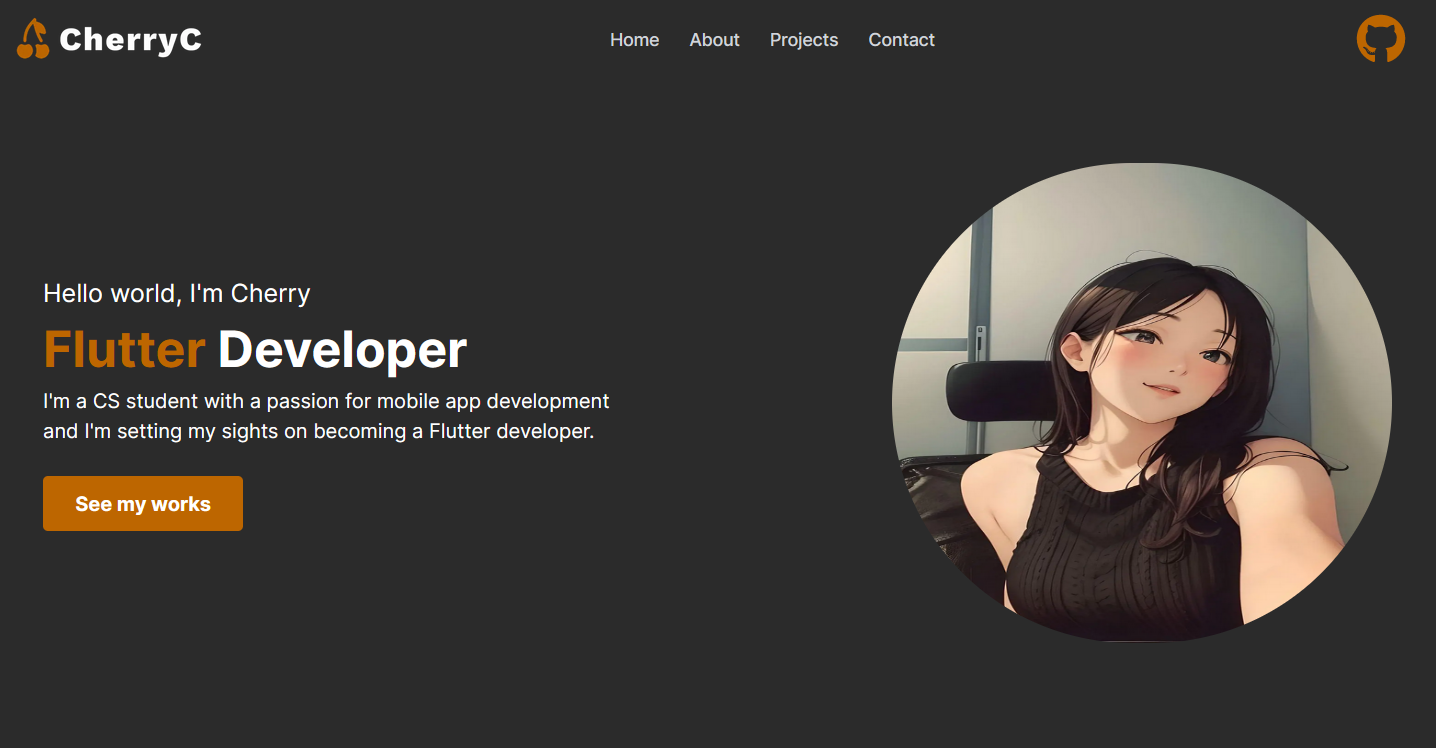 CherryC
Home About Projects Contact
Hello world, I'm Cherry
Flutter Developer
I'm a CS student with a passion for mobile app development
and I'm setting my sights on becoming a Flutter developer.
See my works